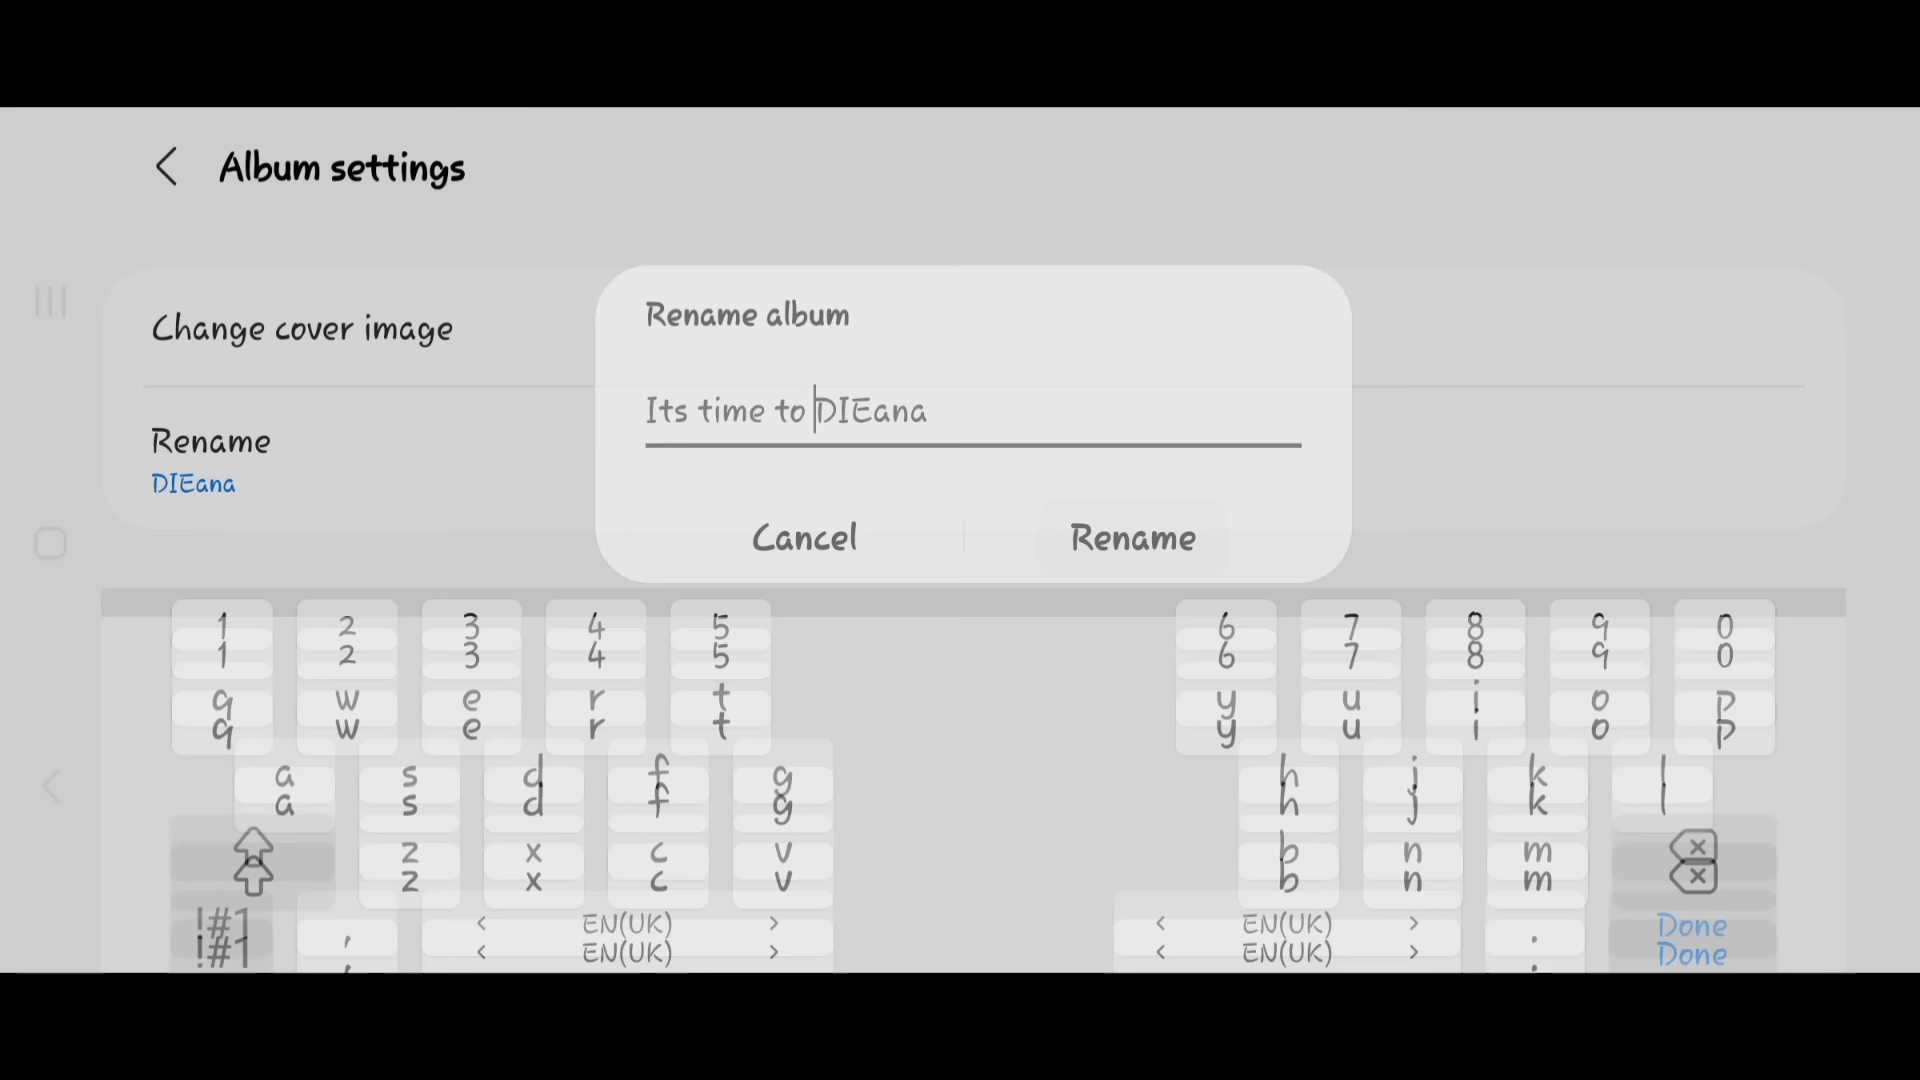 Album settings
Change cover image
Rename
DIEana
Rename album
Its time to DIEana
Cancel
Rename
1 2 3 4 5 6 7 8 9 0
1 2 3 4 5 6 7 8 9 0
q w e r t y u i o p
q w e r t y u i o p
a s d f g h j k l
a s d f g h j k l
z x c v b n m
z x c v b n m
!#1 , < EN(UK) > < EN(UK) > . Done
!#1 , < EN(UK) > < EN(UK) > . Done